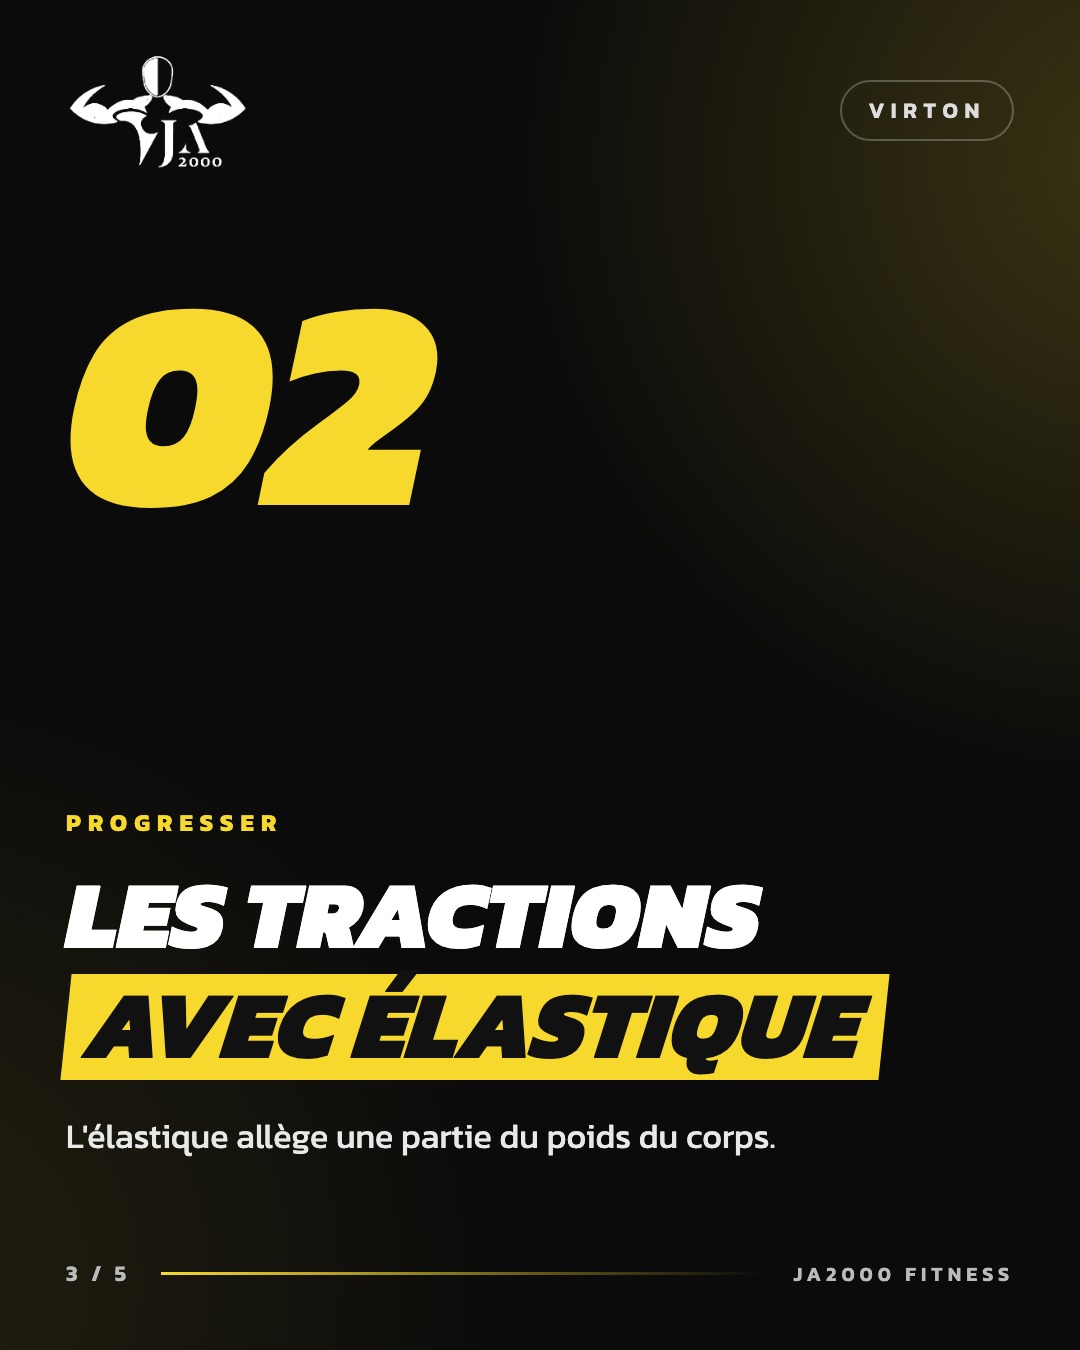 JA
2000
VIRTON
02
PROGRESSER
LES TRACTIONS
AVEC ÉLASTIQUE
L'élastique allège une partie du poids du corps.
3 / 5
JA2000 FITNESS